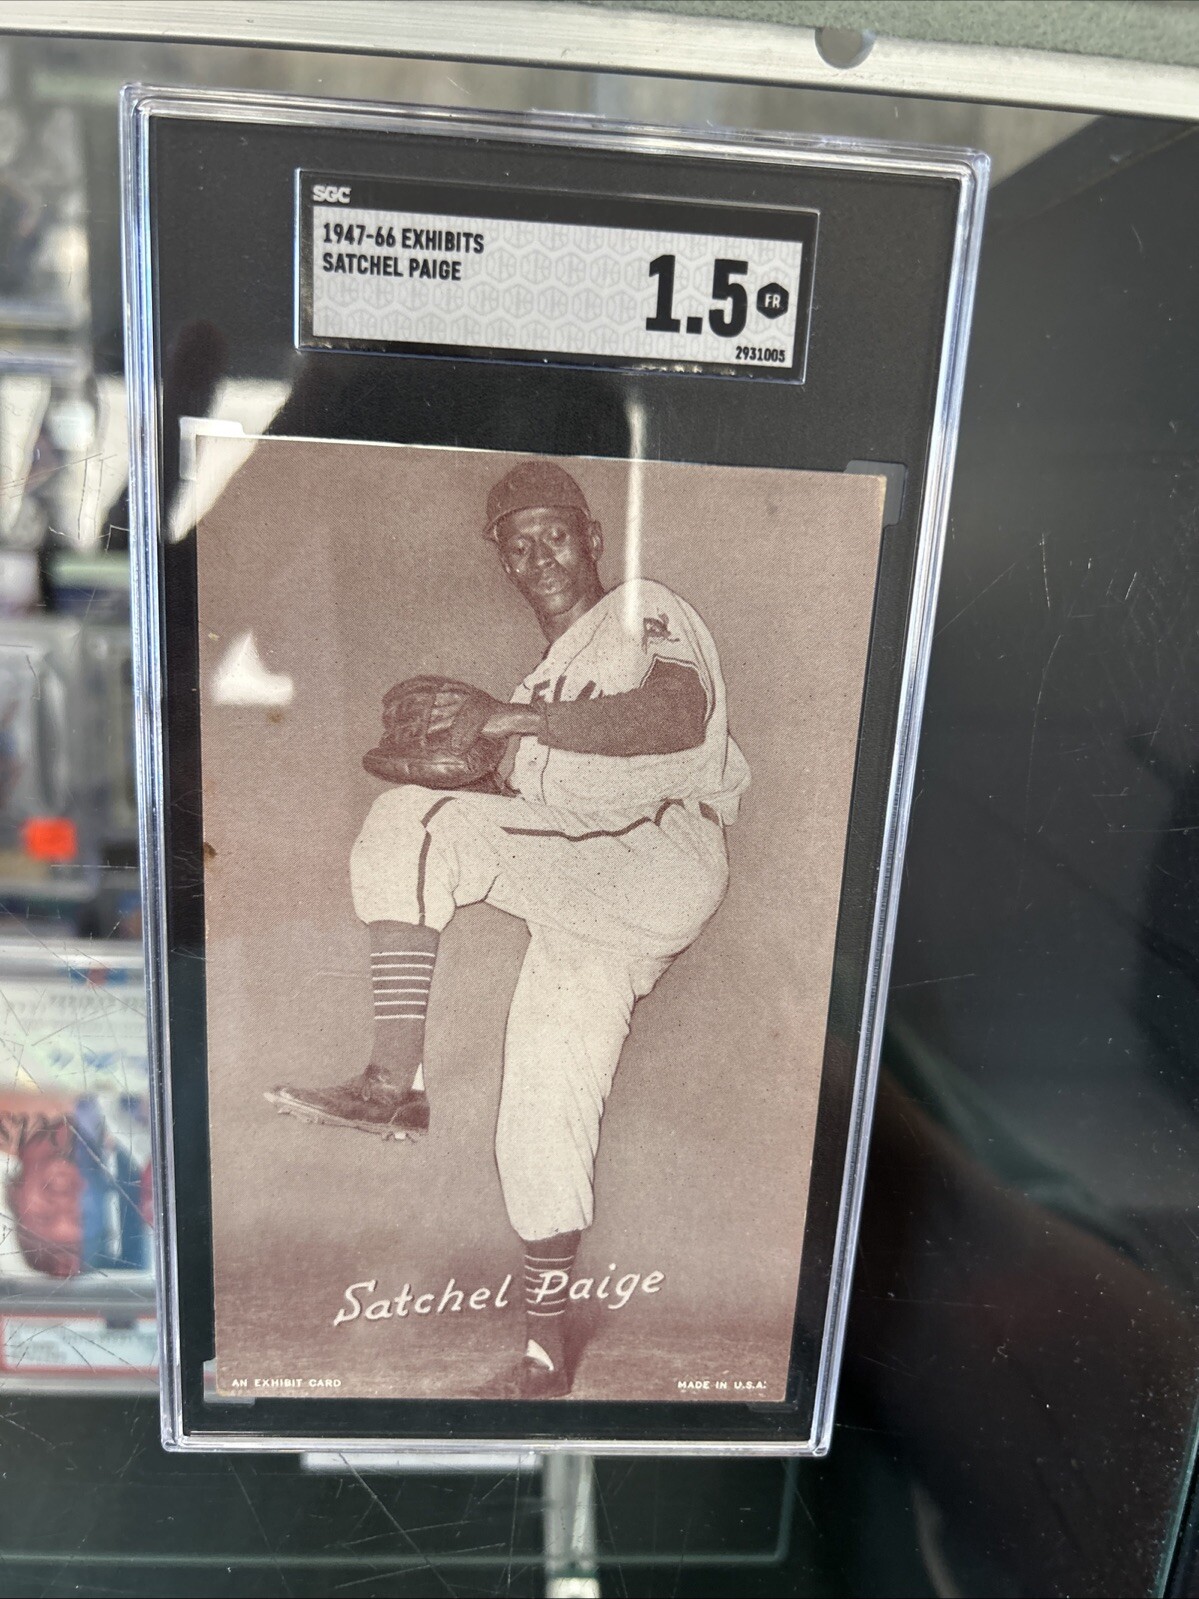 SGC
1947-66 EXHIBITS
SATCHEL PAIGE
1.5 FR
2931005
Satchel Paige
AN EXHIBIT CARD
MADE IN U.S.A.